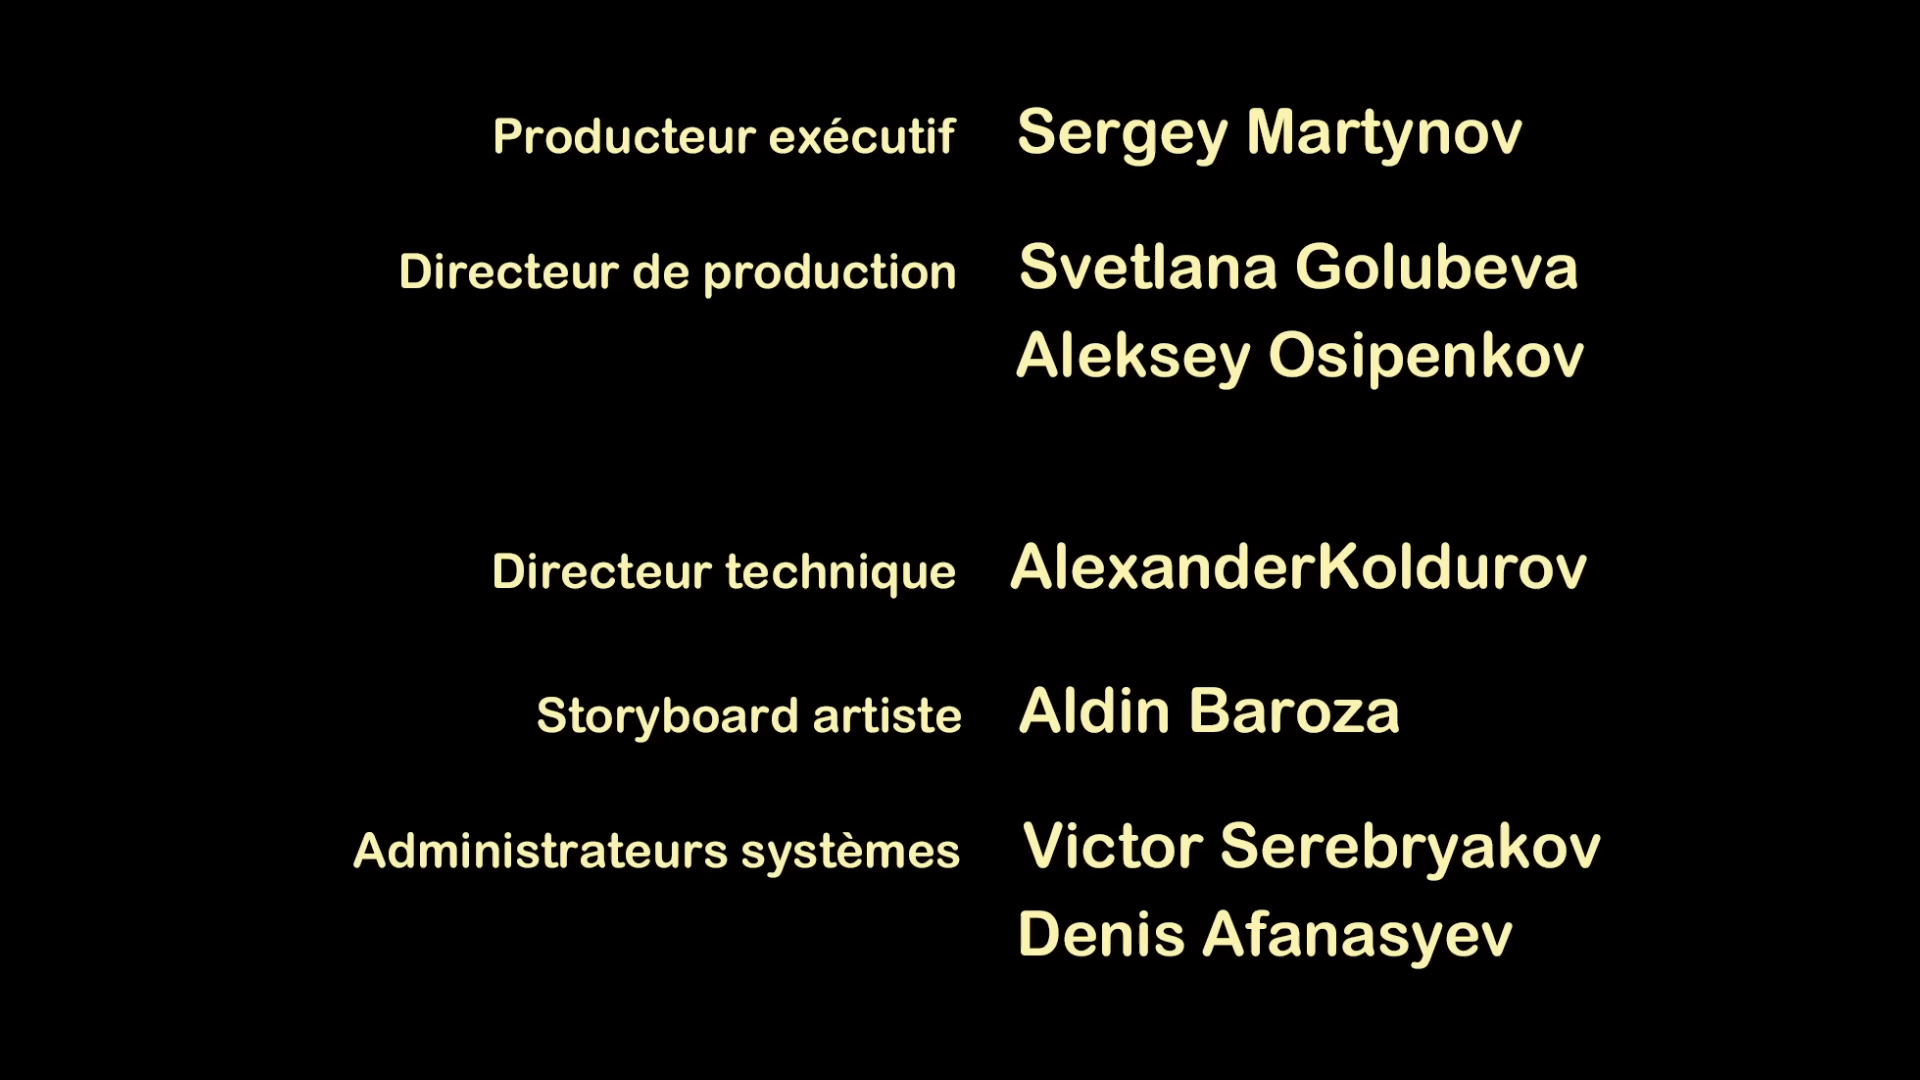 Producteur exécutif Sergey Martynov
Directeur de production Svetlana Golubeva
Aleksey Osipenkov
Directeur technique AlexanderKoldurov
Storyboard artiste Aldin Baroza
Administrateurs systèmes Victor Serebryakov
Denis Afanasyev